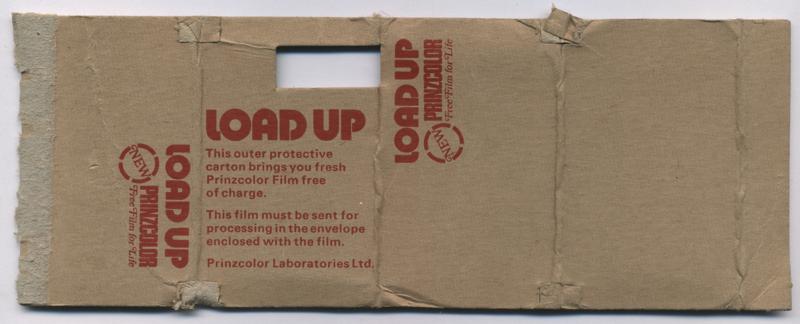 LOAD UP
NEW
PRINZCOLOR
Free Film for Life
LOAD UP
This outer protective
carton brings you fresh
Prinzcolor Film free
of charge.
This film must be sent for
processing in the envelope
enclosed with the film.
Prinzcolor Laboratories Ltd.
LOAD UP
NEW
PRINZCOLOR
Free Film for Life